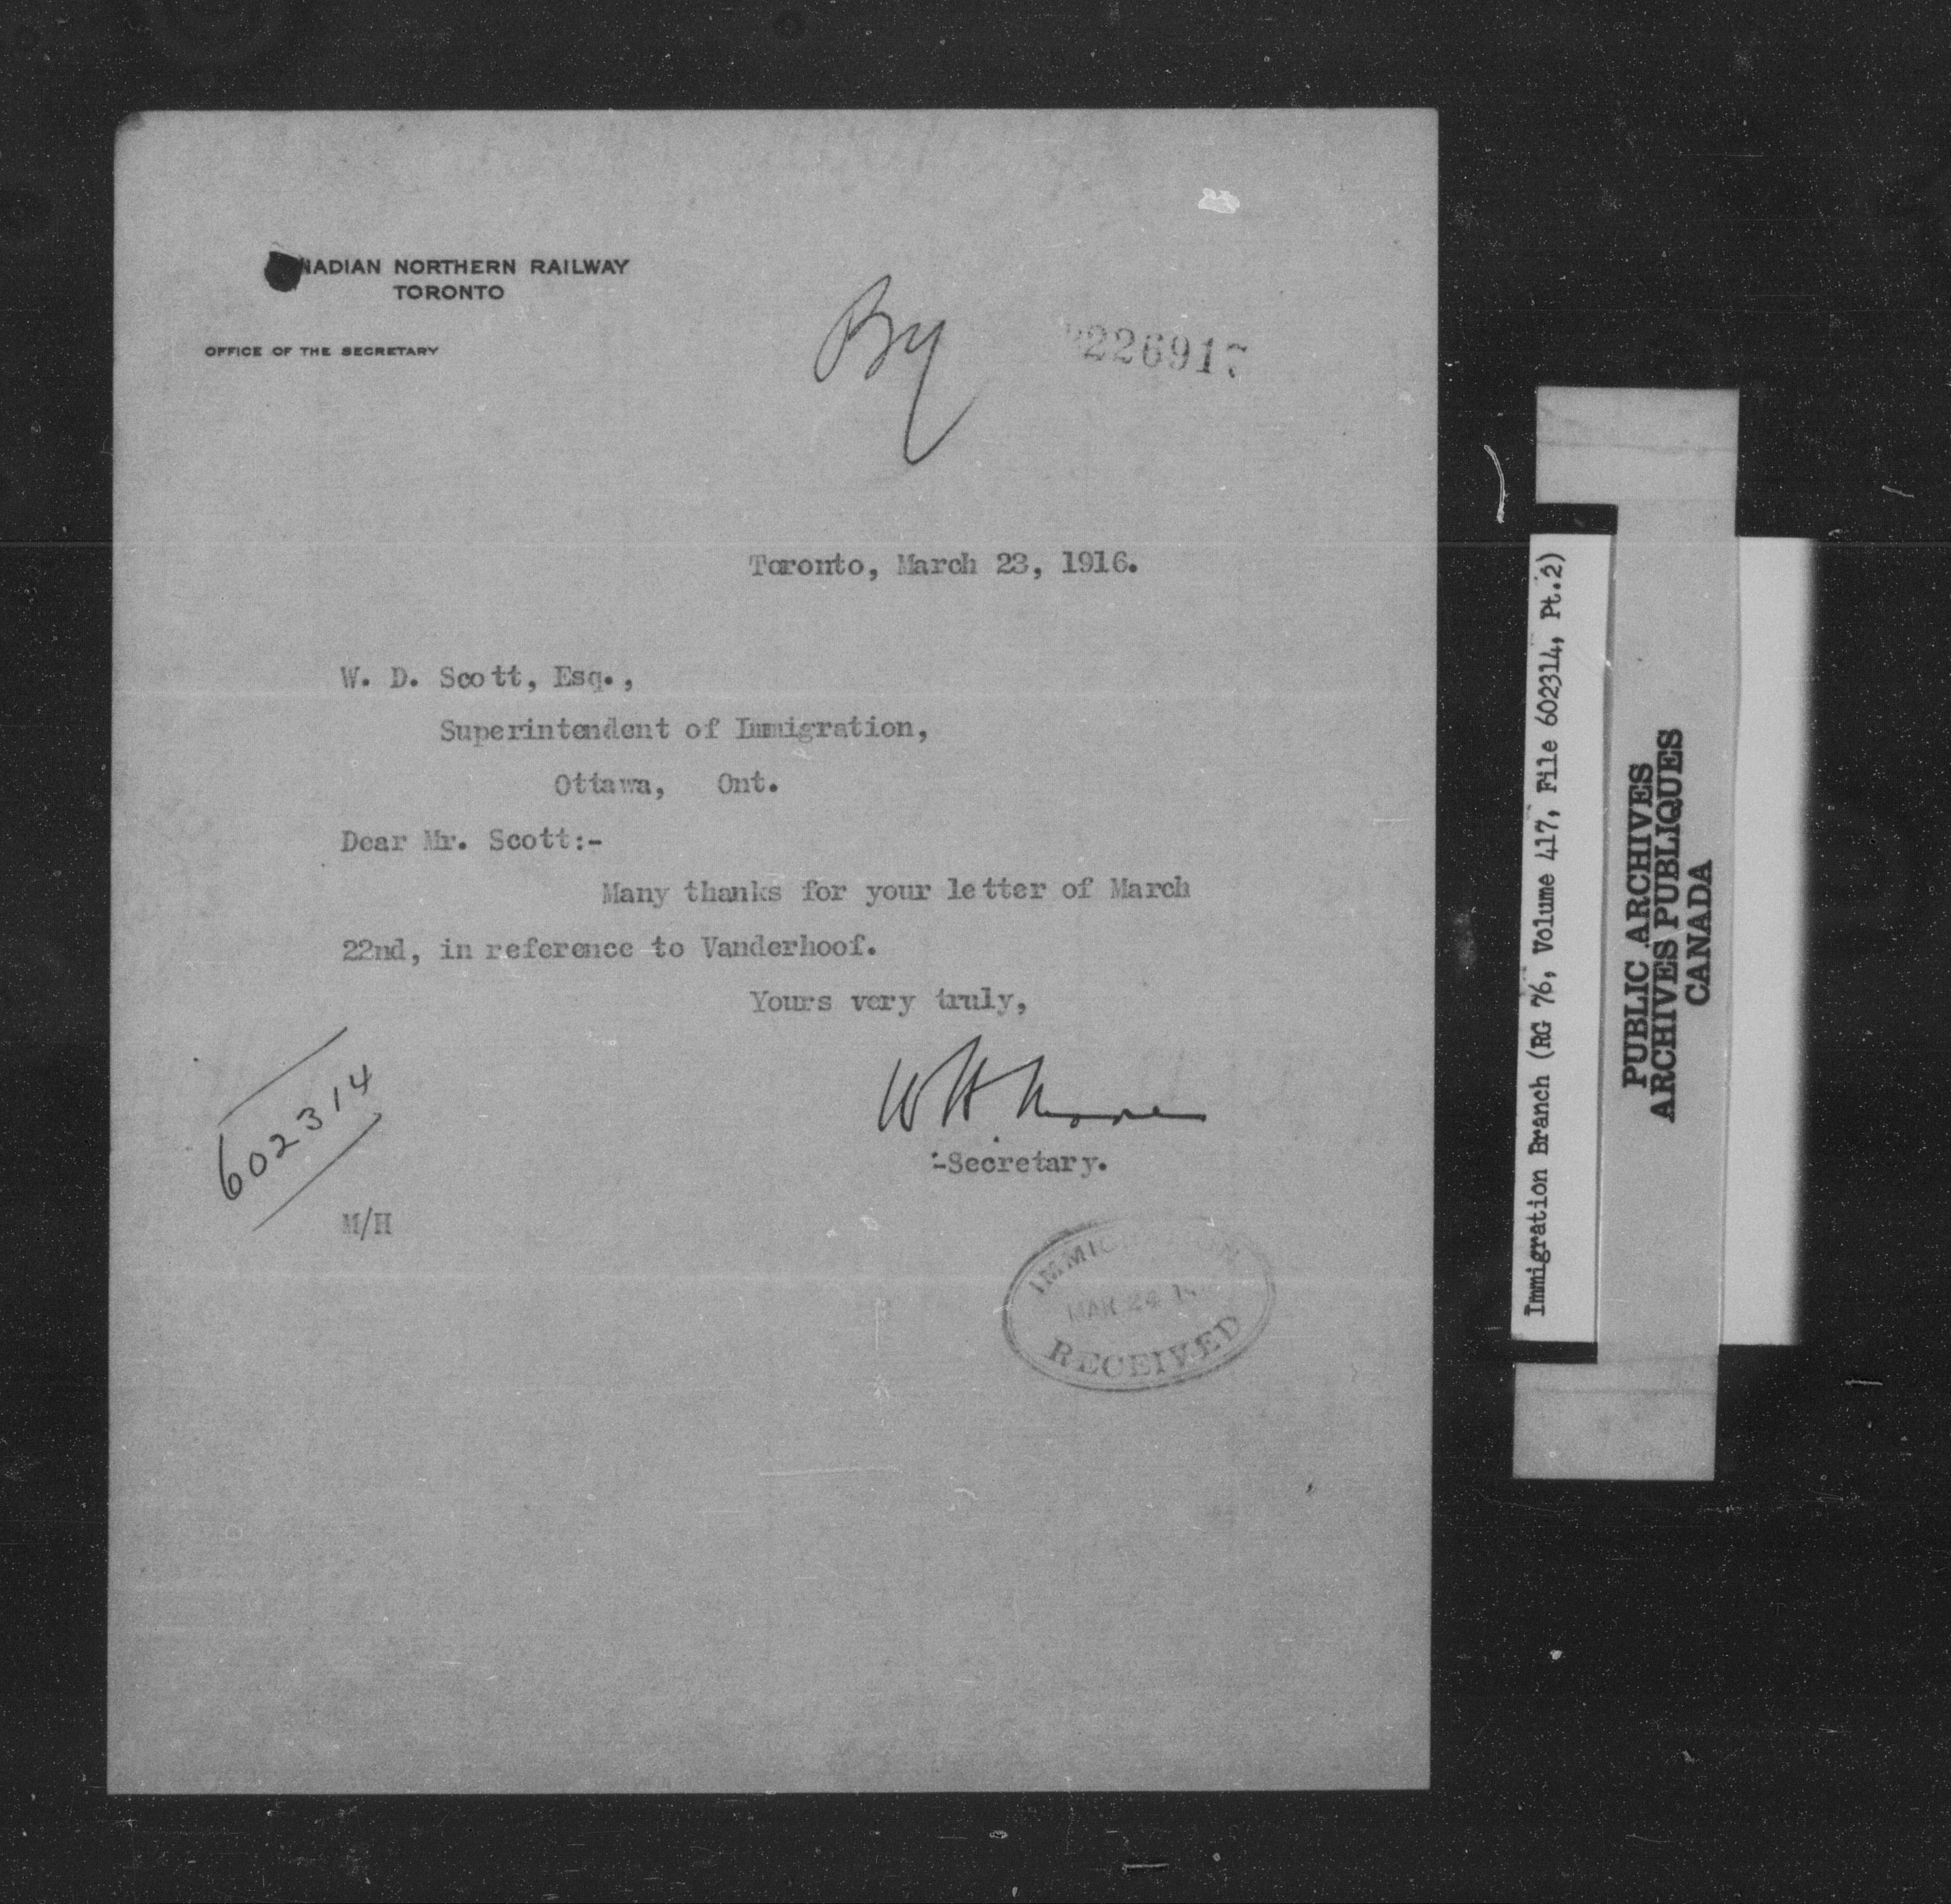 NADIAN NORTHERN RAILWAY
TORONTO
OFFICE OF THE SECRETARY
By
226917
Toronto, March 23, 1916.
W. D. Scott, Esq.,
Superintendent of Immigration,
Ottawa, Ont.
Dear Mr. Scott:-
Many thanks for your letter of March
22nd, in reference to Vanderhoof.
Yours very truly,
W H Moore
-Secretary.
602314
M/H
MAR 24
RECEIVED
Immigration Branch (RG 76, Volume 417, File 602314, Pt.2)
PUBLIC ARCHIVES
ARCHIVES PUBLIQUES
CANADA